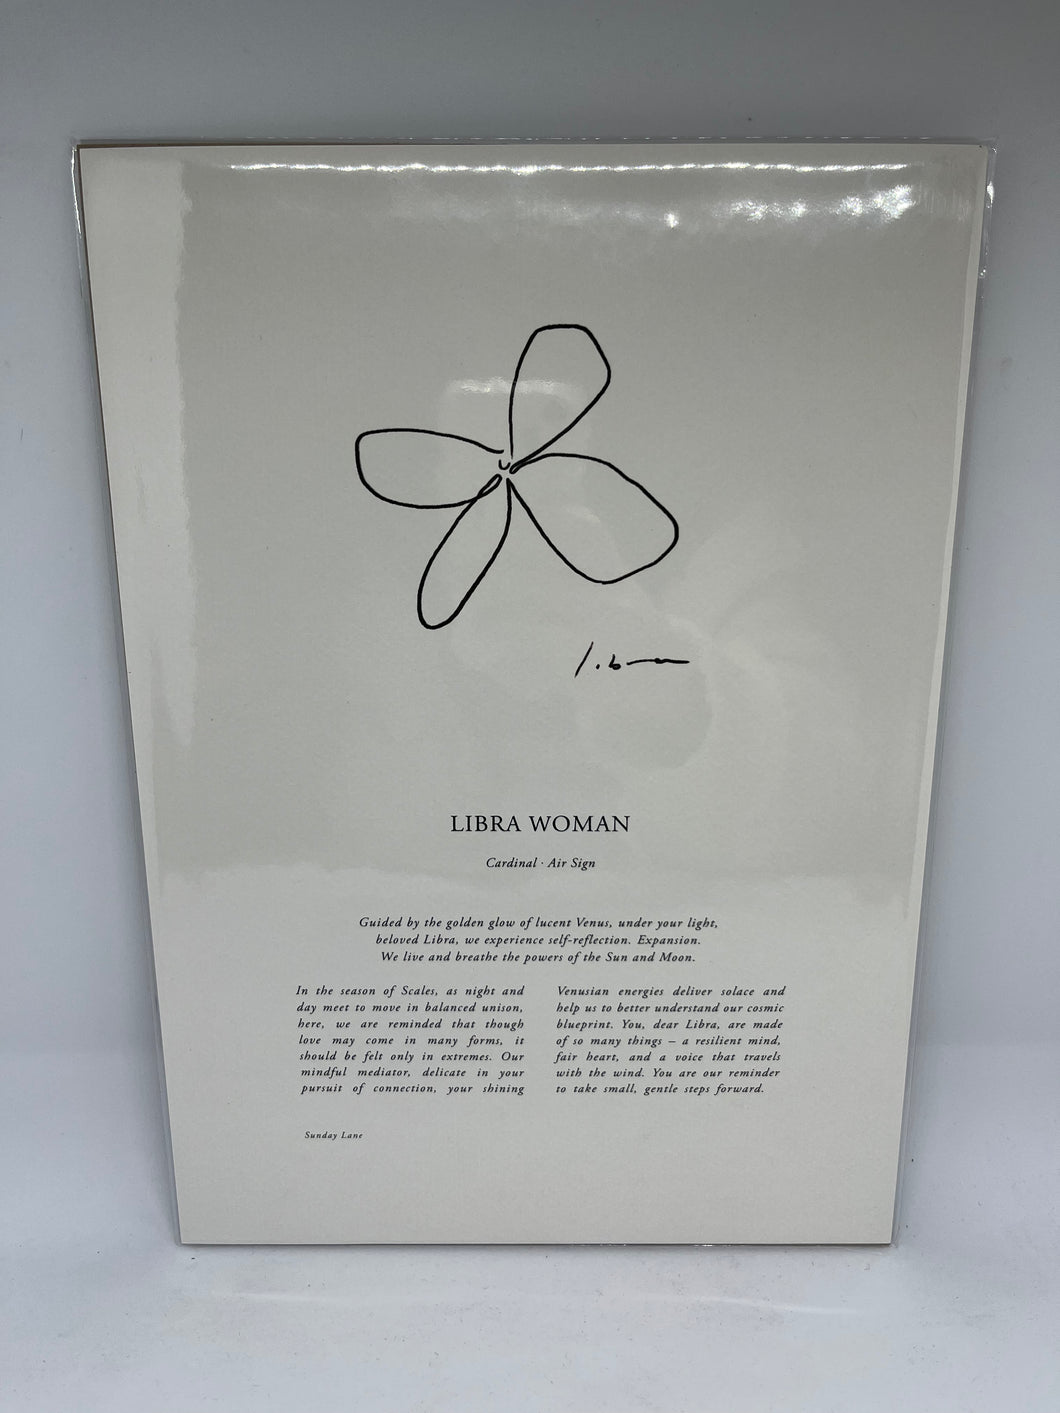 libra
LIBRA WOMAN
Cardinal · Air Sign
Guided by the golden glow of lucent Venus, under your light,
beloved Libra, we experience self-reflection. Expansion.
We live and breathe the powers of the Sun and Moon.
In the season of Scales, as night and
day meet to move in balanced unison,
here, we are reminded that though
love may come in many forms, it
should be felt only in extremes. Our
mindful mediator, delicate in your
pursuit of connection, your shining
Venusian energies deliver solace and
help us to better understand our cosmic
blueprint. You, dear Libra, are made
of so many things – a resilient mind,
fair heart, and a voice that travels
with the wind. You are our reminder
to take small, gentle steps forward.
Sunday Lane